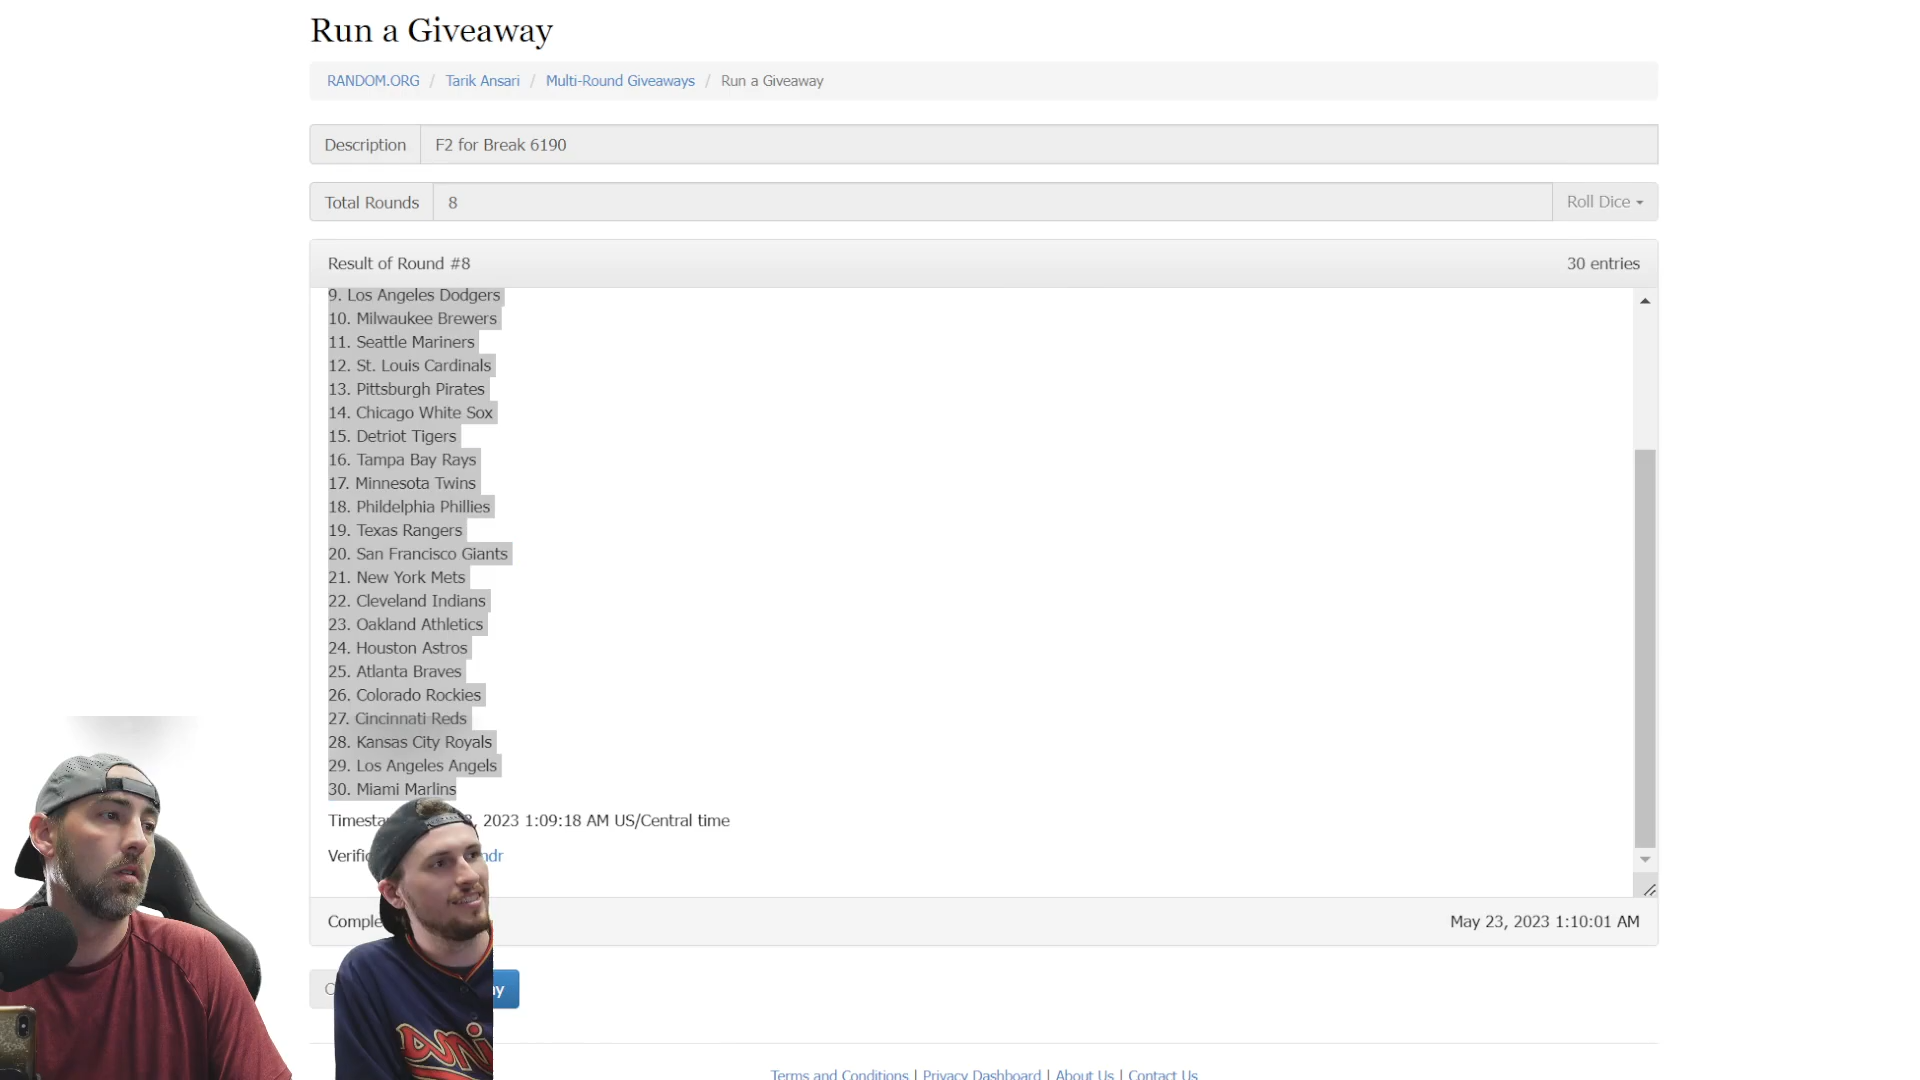 Run a Giveaway
RANDOM.ORG / Tarik Ansari / Multi-Round Giveaways / Run a Giveaway
Description F2 for Break 6190
Total Rounds 8 Roll Dice
Result of Round #8 30 entries
9. Los Angeles Dodgers
10. Milwaukee Brewers
11. Seattle Mariners
12. St. Louis Cardinals
13. Pittsburgh Pirates
14. Chicago White Sox
15. Detriot Tigers
16. Tampa Bay Rays
17. Minnesota Twins
18. Phildelphia Phillies
19. Texas Rangers
20. San Francisco Giants
21. New York Mets
22. Cleveland Indians
23. Oakland Athletics
24. Houston Astros
25. Atlanta Braves
26. Colorado Rockies
27. Cincinnati Reds
28. Kansas City Royals
29. Los Angeles Angels
30. Miami Marlins
2023 1:09:18 AM US/Central time
May 23, 2023 1:10:01 AM
Terms and Conditions | Privacy Dashboard | About Us | Contact Us